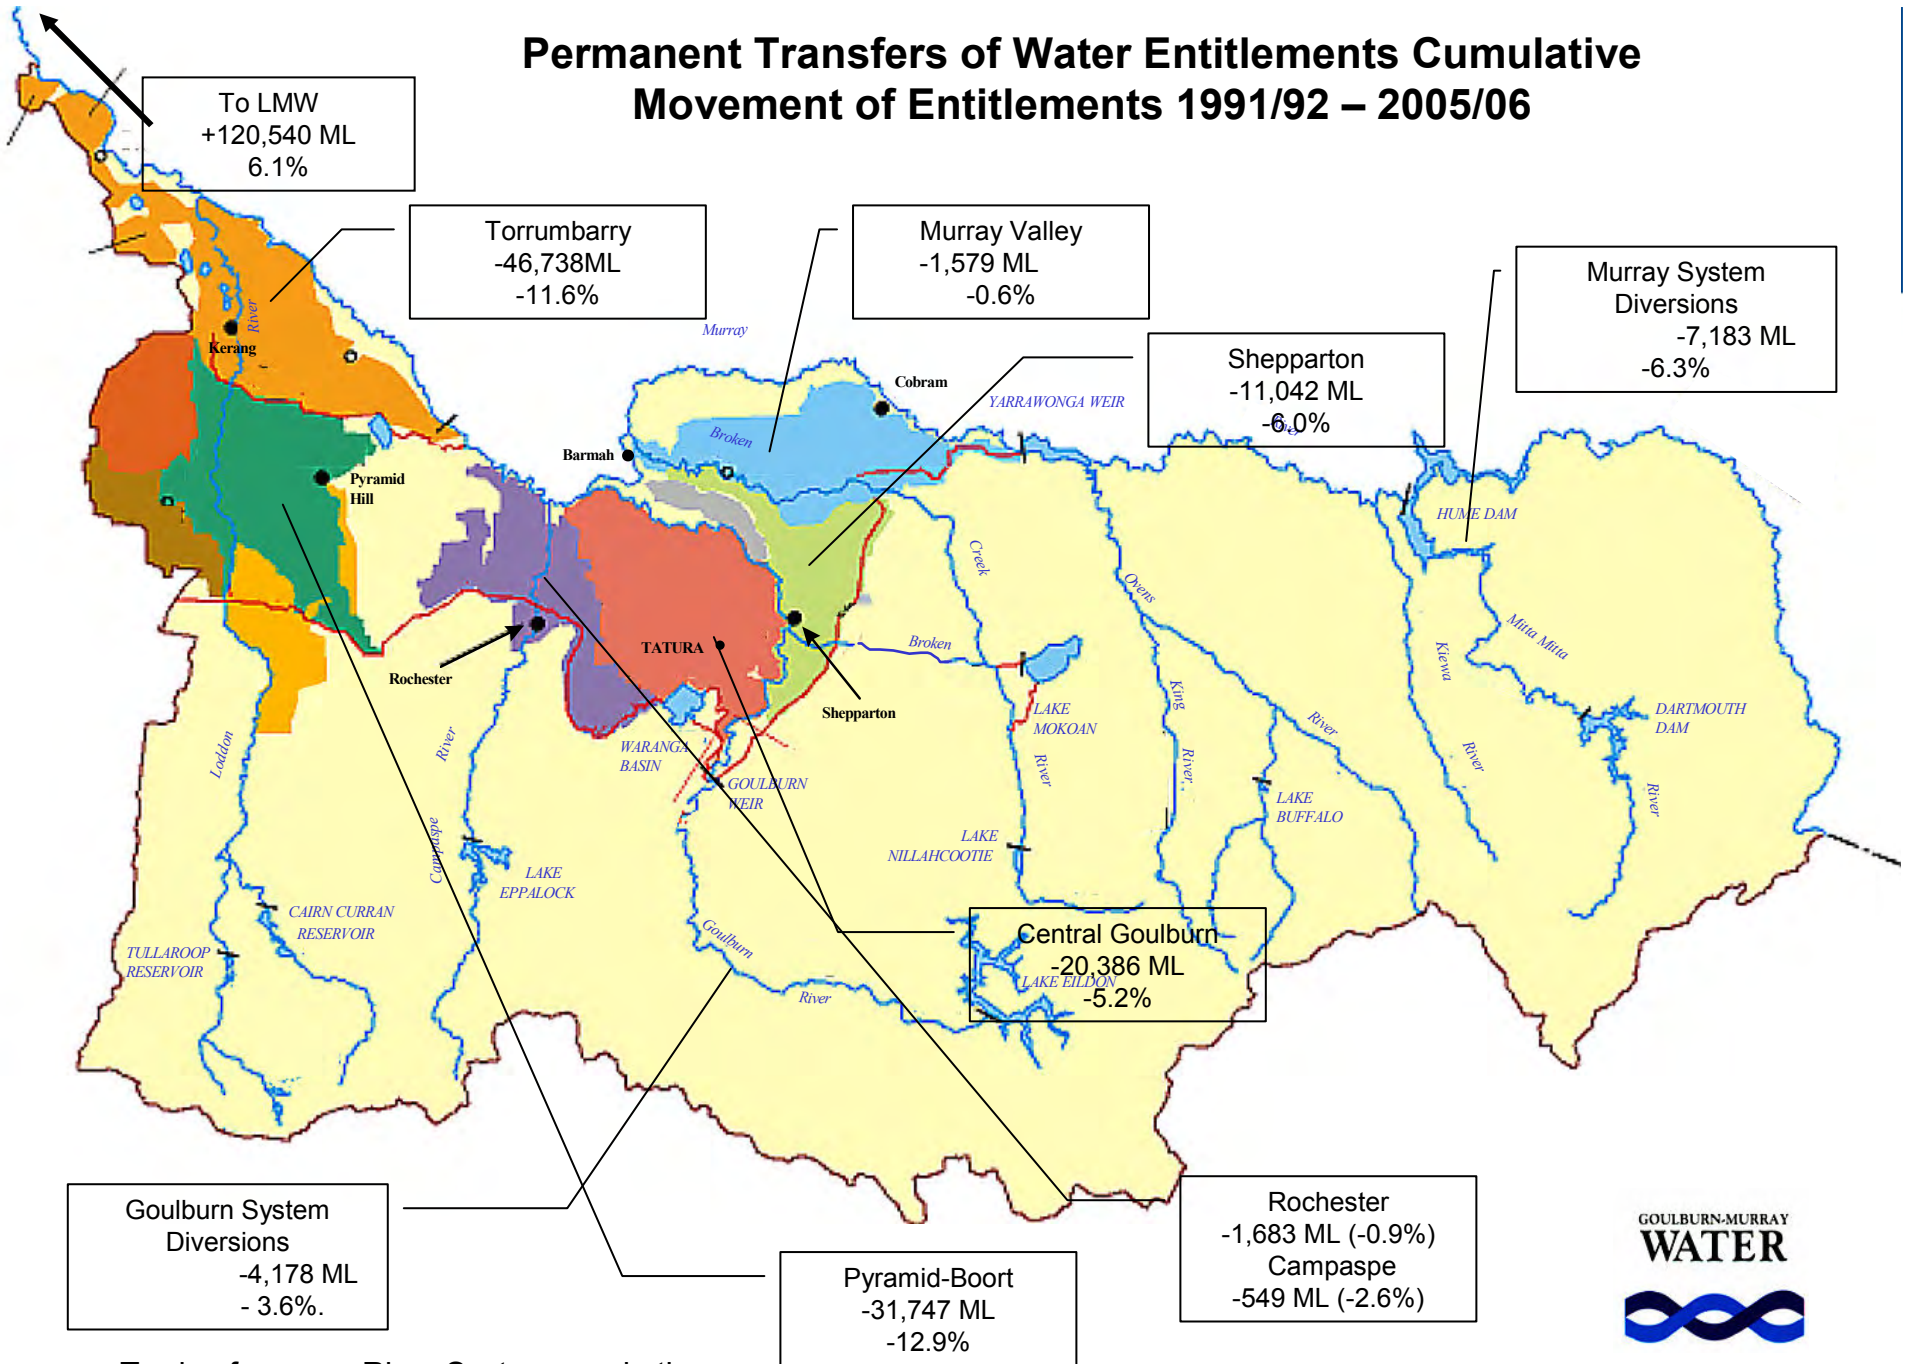 Permanent Transfers of Water Entitlements Cumulative
Movement of Entitlements 1991/92 – 2005/06
To LMW
+120,540 ML
6.1%
Torrumbarry
-46,738ML
-11.6%
Murray Valley
-1,579 ML
-0.6%
Murray System
Diversions
-7,183 ML
-6.3%
Shepparton
-11,042 ML
-6.0%
River
Murray
River
Kerang
Cobram
YARRAWONGA WEIR
Broken
Barmah
Pyramid
Hill
HUME DAM
Creek
Ovens
Mitta Mitta
Kiewa
TATURA
Broken
Rochester
King
Shepparton
LAKE
MOKOAN
River
DARTMOUTH
DAM
Loddon
River
WARANGA
BASIN
GOULBURN
WEIR
River
River
River
River
LAKE
BUFFALO
Campaspe
LAKE
NILLAHCOOTIE
LAKE
EPPALOCK
CAIRN CURRAN
RESERVOIR
TULLAROOP
RESERVOIR
Goulburn
River
Central Goulburn
-20,386 ML
LAKE EILDON
-5.2%
Goulburn System
Diversions
-4,178 ML
- 3.6%.
Pyramid-Boort
-31,747 ML
-12.9%
Rochester
-1,683 ML (-0.9%)
Campaspe
-549 ML (-2.6%)
GOULBURN-MURRAY
WATER